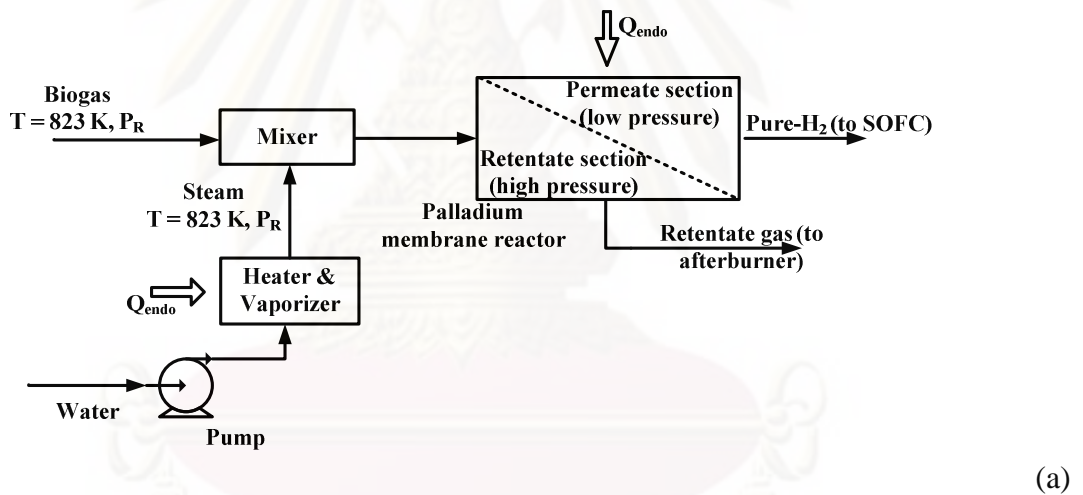 Q_endo
Biogas
T = 823 K, P_R
Mixer
Permeate section
(low pressure)
Pure-H₂ (to SOFC)
Retentate section
(high pressure)
Steam
T = 823 K, P_R
Palladium
membrane reactor
Retentate gas (to
afterburner)
Heater &
Vaporizer
Q_endo
Water
Pump
(a)